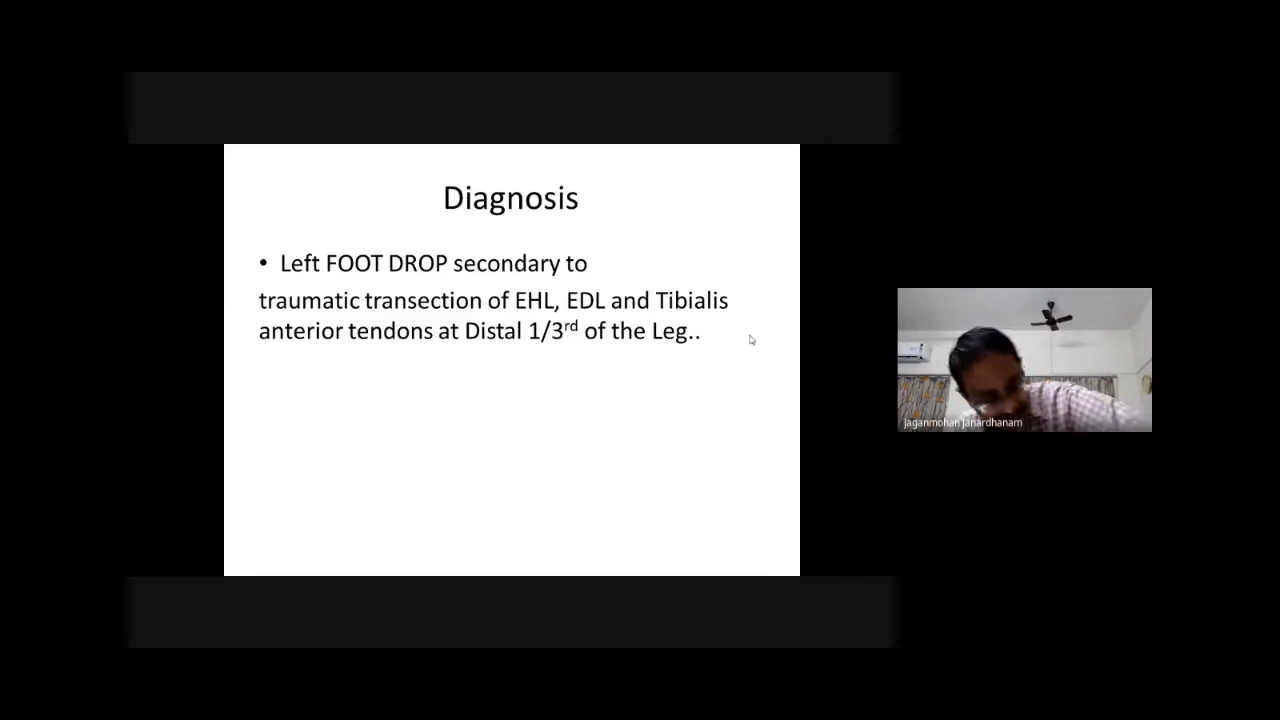 Diagnosis
• Left FOOT DROP secondary to
traumatic transection of EHL, EDL and Tibialis
anterior tendons at Distal 1/3rd of the Leg..
Jaganmohan Janardhanam